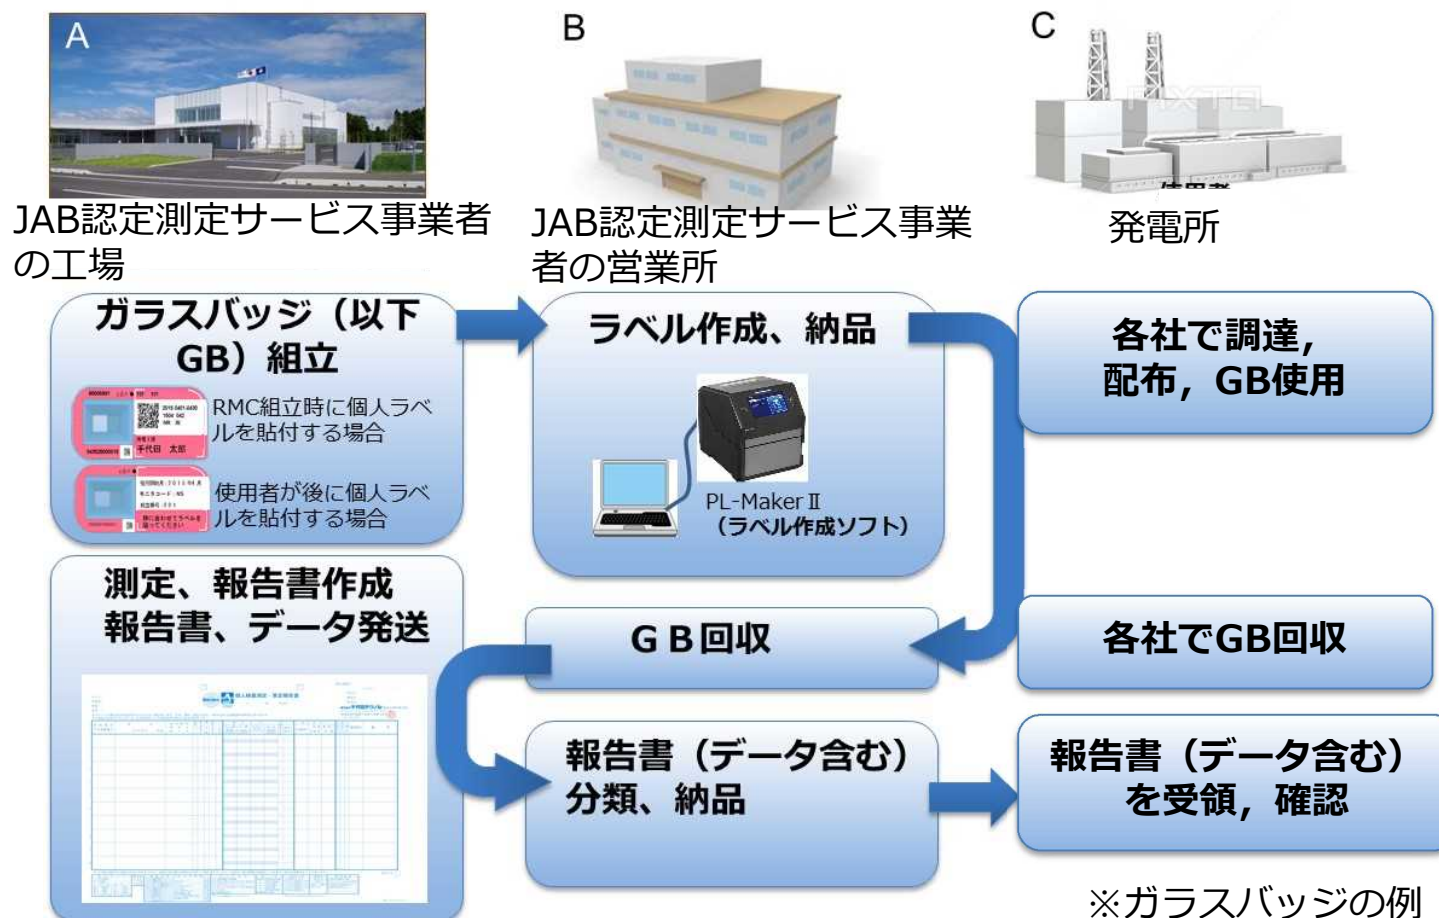 A
B
C
PIXTA
使用者
JAB認定測定サービス事業者
の工場
JAB認定測定サービス事業
者の営業所
発電所
ガラスバッジ（以下
GB）組立
RMC組立時に個人ラベ
ルを貼付する場合
千代田 太郎
使用者が後に個人ラベ
ルを貼付する場合
ラベル作成、納品
PL-Maker Ⅱ
（ラベル作成ソフト）
各社で調達，
配布，GB使用
測定、報告書作成
報告書、データ発送
ＧＢ回収
各社でGB回収
報告書（データ含む）
分類、納品
報告書（データ含む）
を受領，確認
※ガラスバッジの例